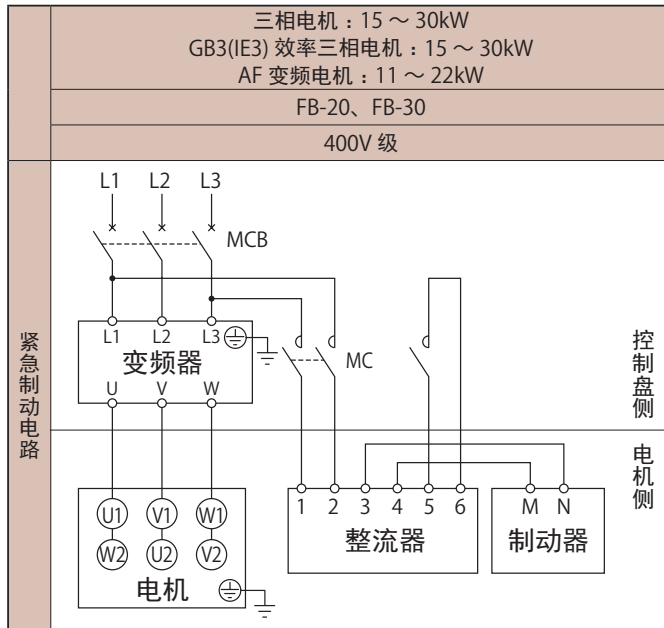 三相电机：15 ～ 30kW
GB3(IE3) 效率三相电机：15 ～ 30kW
AF 变频电机：11 ～ 22kW
FB-20、FB-30
400V 级
紧急制动电路
L1 L2 L3
MCB
L1 L2 L3
变频器
U V W
MC
控制盘侧
电机侧
U1 V1 W1
W2 U2 V2
电机
1 2 3 4 5 6
整流器
M N
制动器